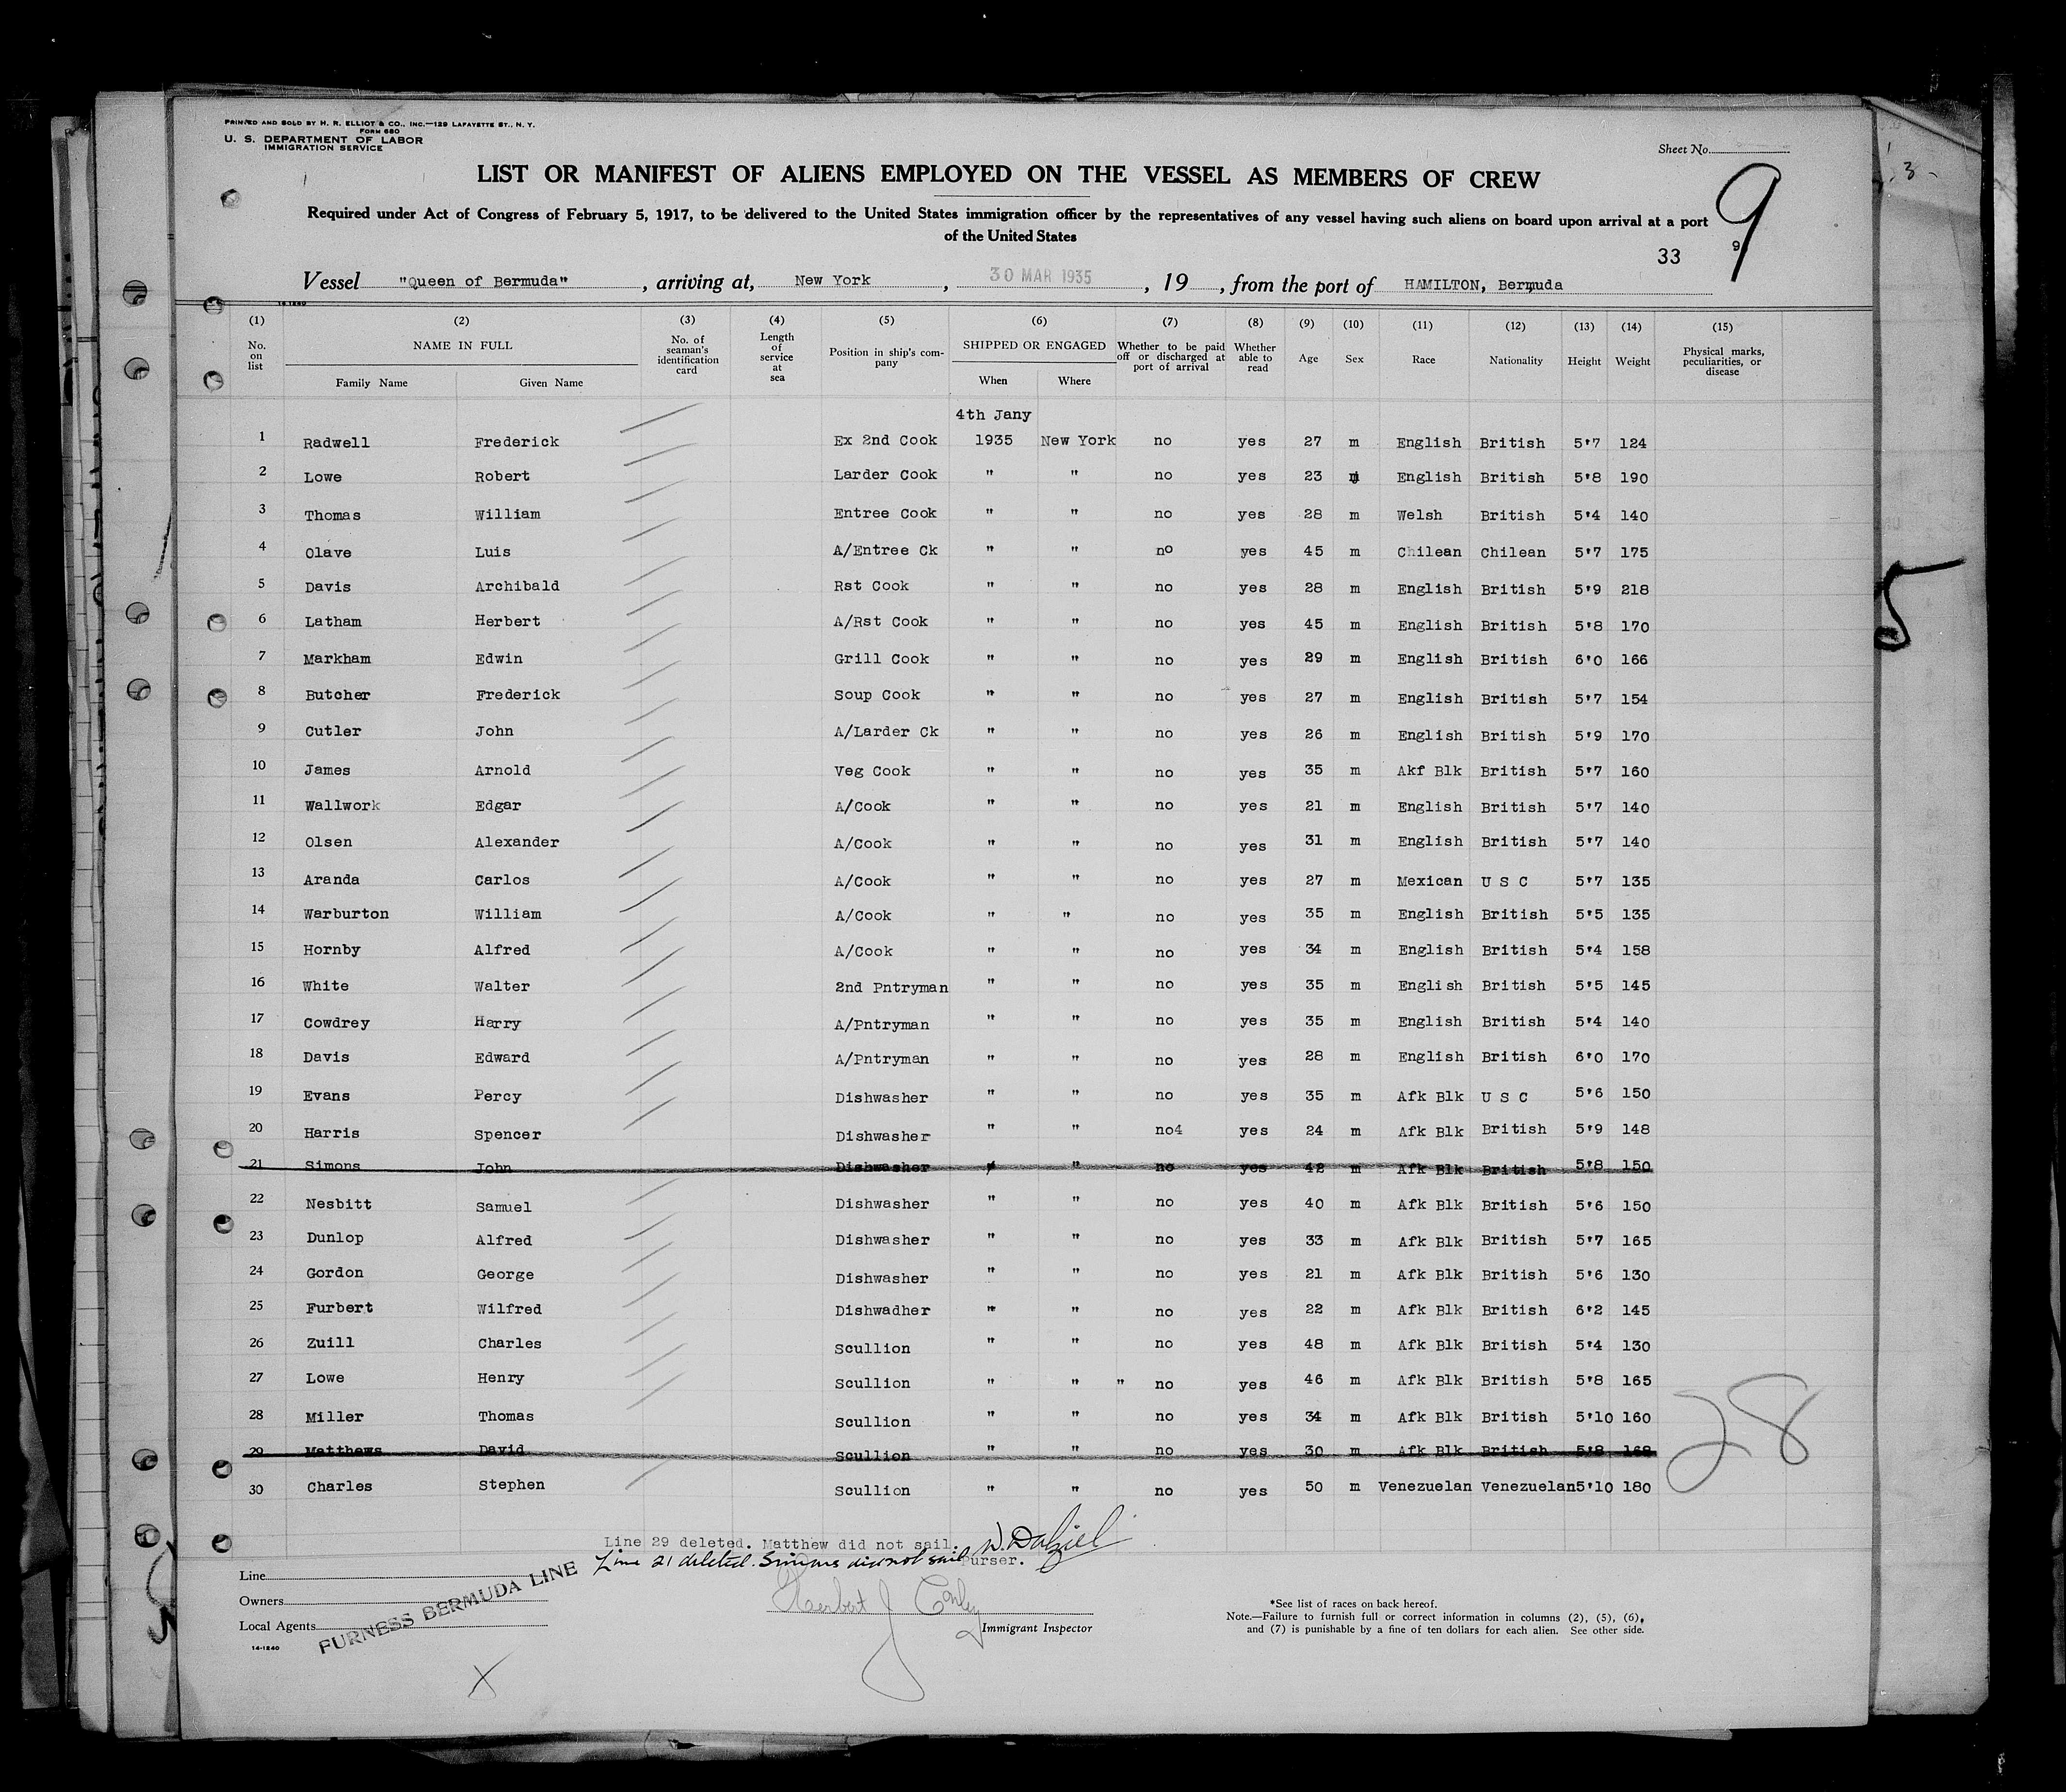 PRINTED AND SOLD BY H. R. ELLIOT & CO., INC.—129 LAFAYETTE ST., N. Y.
FORM 680
U. S. DEPARTMENT OF LABOR
IMMIGRATION SERVICE
Sheet No.
LIST OR MANIFEST OF ALIENS EMPLOYED ON THE VESSEL AS MEMBERS OF CREW
9
Required under Act of Congress of February 5, 1917, to be delivered to the United States immigration officer by the representatives of any vessel having such aliens on board upon arrival at a port
of the United States
33 9
Vessel "Queen of Bermuda" , arriving at, New York , 30 MAR 1935 , 19 , from the port of HAMILTON, Bermuda
14-1240
(1) (2) (3) (4) (5) (6) (7) (8) (9) (10) (11) (12) (13) (14) (15)
No. on list NAME IN FULL Family Name Given Name No. of seaman's identification card Length of service at sea Position in ship's company SHIPPED OR ENGAGED When Where Whether to be paid off or discharged at port of arrival Whether able to read Age Sex Race Nationality Height Weight Physical marks, peculiarities, or disease
4th Jany
1 Radwell Frederick Ex 2nd Cook 1935 New York no yes 27 m English British 5'7 124
2 Lowe Robert Larder Cook " " no yes 23 m English British 5'8 190
3 Thomas William Entree Cook " " no yes 28 m Welsh British 5'4 140
4 Olave Luis A/Entree Ck " " no yes 45 m Chilean Chilean 5'7 175
5 Davis Archibald Rst Cook " " no yes 28 m English British 5'9 218
6 Latham Herbert A/Rst Cook " " no yes 45 m English British 5'8 170
7 Markham Edwin Grill Cook " " no yes 29 m English British 6'0 166
8 Butcher Frederick Soup Cook " " no yes 27 m English British 5'7 154
9 Cutler John A/Larder Ck " " no yes 26 m English British 5'9 170
10 James Arnold Veg Cook " " no yes 35 m Akf Blk British 5'7 160
11 Wallwork Edgar A/Cook " " no yes 21 m English British 5'7 140
12 Olsen Alexander A/Cook " " no yes 31 m English British 5'7 140
13 Aranda Carlos A/Cook " " no yes 27 m Mexican U S C 5'7 135
14 Warburton William A/Cook " " no yes 35 m English British 5'5 135
15 Hornby Alfred A/Cook " " no yes 34 m English British 5'4 158
16 White Walter 2nd Pntryman " " no yes 35 m English British 5'5 145
17 Cowdrey Harry A/Pntryman " " no yes 35 m English British 5'4 140
18 Davis Edward A/Pntryman " " no yes 28 m English British 6'0 170
19 Evans Percy Dishwasher " " no yes 35 m Afk Blk U S C 5'6 150
20 Harris Spencer Dishwasher " " no4 yes 24 m Afk Blk British 5'9 148
21 Simons John Dishwasher " " no yes 42 m Afk Blk British 5'8 150
22 Nesbitt Samuel Dishwasher " " no yes 40 m Afk Blk British 5'6 150
23 Dunlop Alfred Dishwasher " " no yes 33 m Afk Blk British 5'7 165
24 Gordon George Dishwasher " " no yes 21 m Afk Blk British 5'6 130
25 Furbert Wilfred Dishwadher " " no yes 22 m Afk Blk British 6'2 145
26 Zuill Charles Scullion " " no yes 48 m Afk Blk British 5'4 130
27 Lowe Henry Scullion " " " no yes 46 m Afk Blk British 5'8 165
28 Miller Thomas Scullion " " no yes 34 m Afk Blk British 5'10 160
29 Matthews David Scullion " " no yes 30 m Afk Blk British 5'8 168
30 Charles Stephen Scullion " " no yes 50 m Venezuelan Venezuelan 5'10 180
28
Line 29 deleted. Matthew did not sail. W. Dalziel
Line 21 deleted. Simons did not sail Purser.
Line
Owners
Local Agents
FURNESS BERMUDA LINE
14-1240
Herbert J Conley
Immigrant Inspector
*See list of races on back hereof.
Note.—Failure to furnish full or correct information in columns (2), (5), (6),
and (7) is punishable by a fine of ten dollars for each alien. See other side.
X
3
5